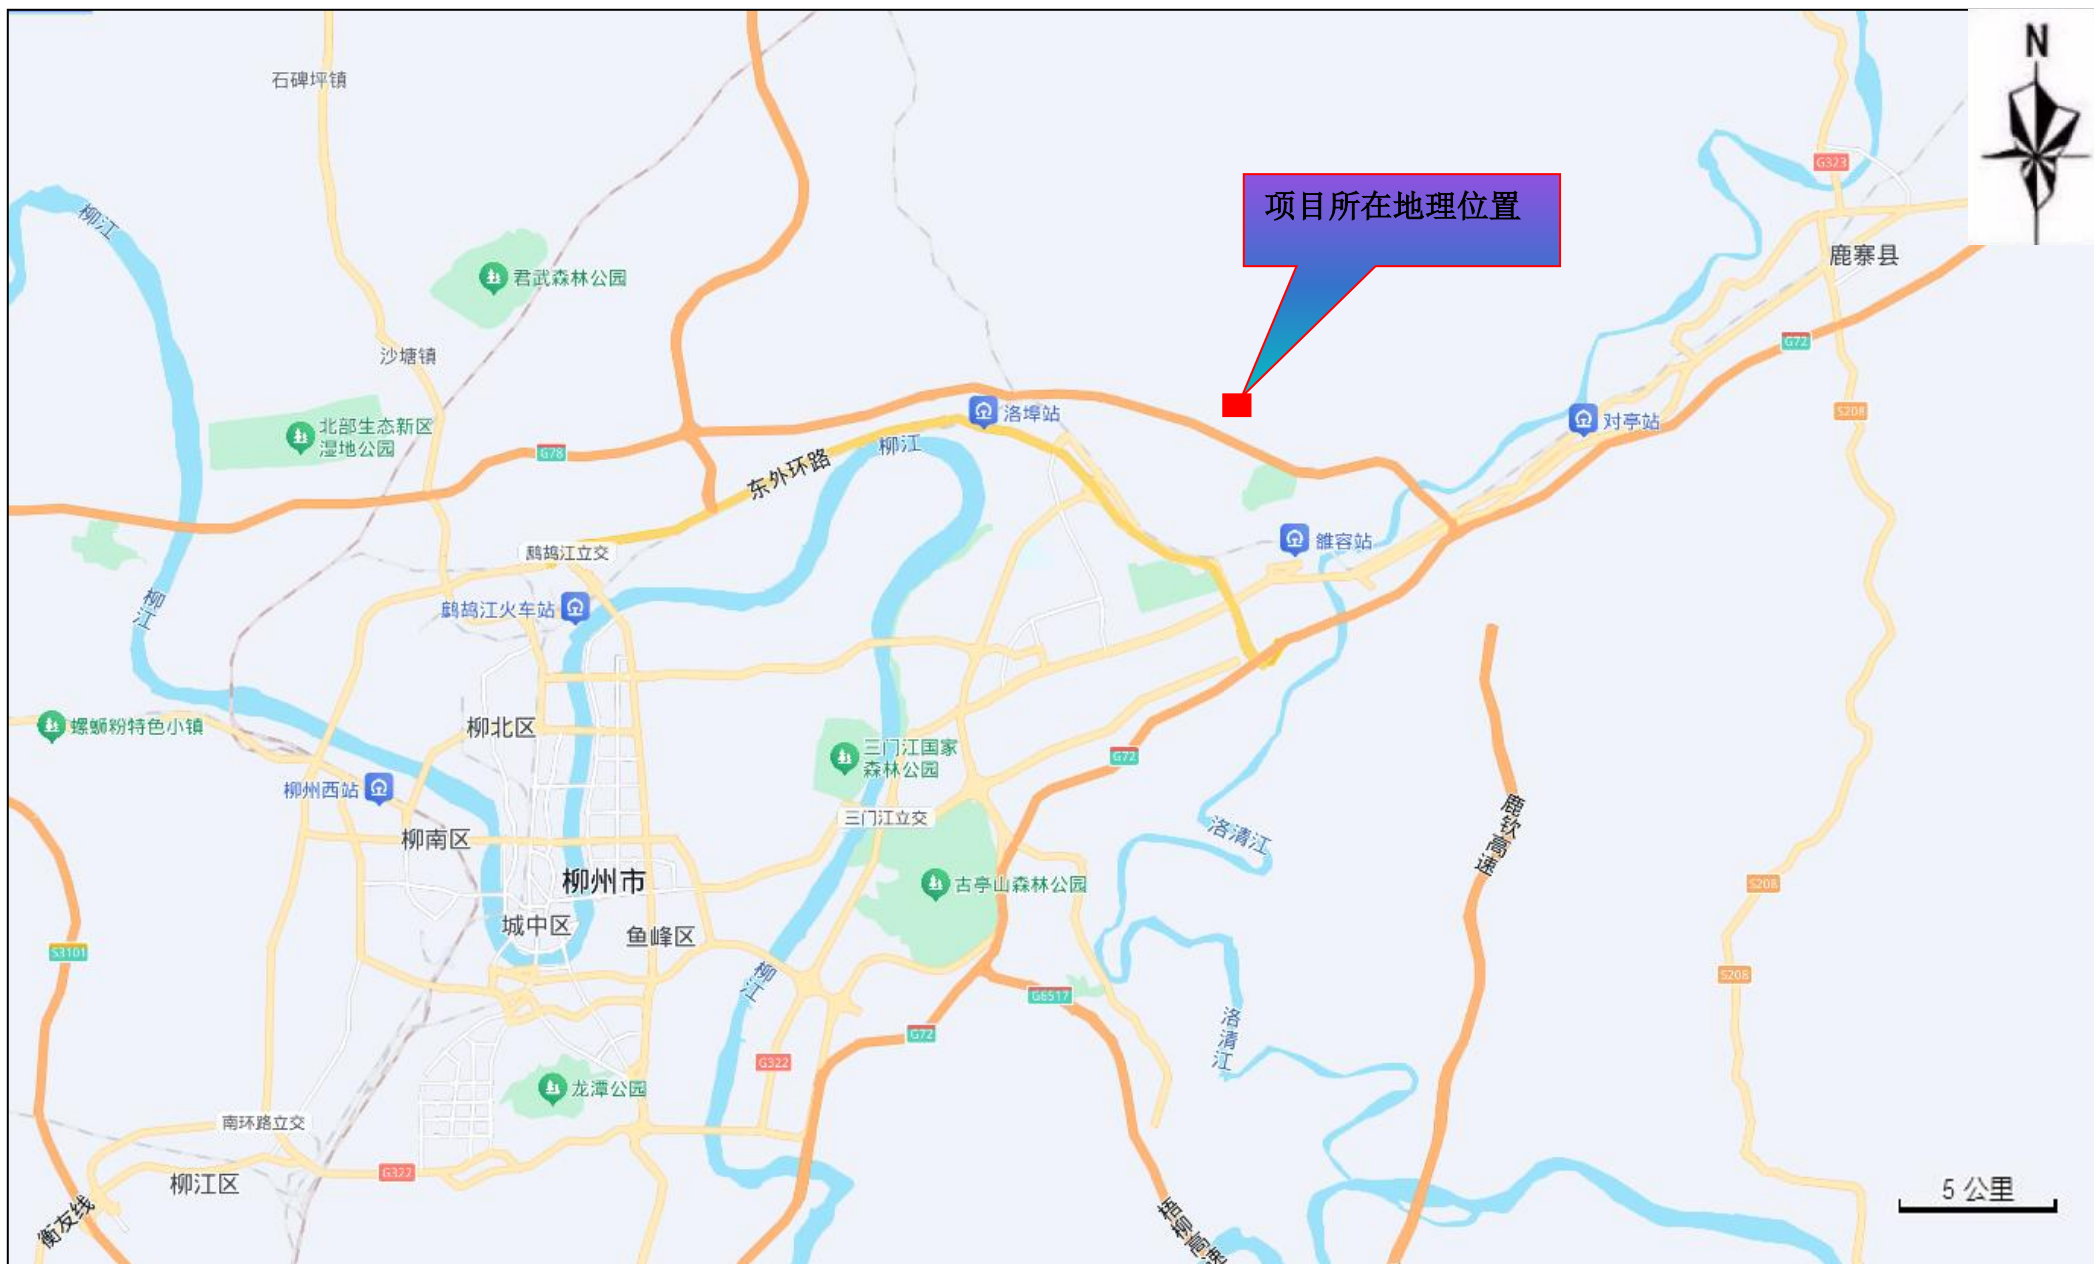 N
石碑坪镇
G323
柳江
项目所在地理位置
鹿寨县
君武森林公园
G72
沙塘镇
洛埠站
对亭站
S208
北部生态新区
湿地公园
柳江
G78
东外环路
雒容站
鹧鸪江立交
柳江
鹧鸪江火车站
螺蛳粉特色小镇
柳北区
三门江国家
森林公园
G72
柳州西站
三门江立交
洛清江
鹿钦高速
柳南区
柳州市
古亭山森林公园
S208
城中区
鱼峰区
S3101
柳江
S208
G6517
洛清江
G72
G322
龙潭公园
南环路立交
G322
柳江区
5 公里
衡友线
梧柳高速